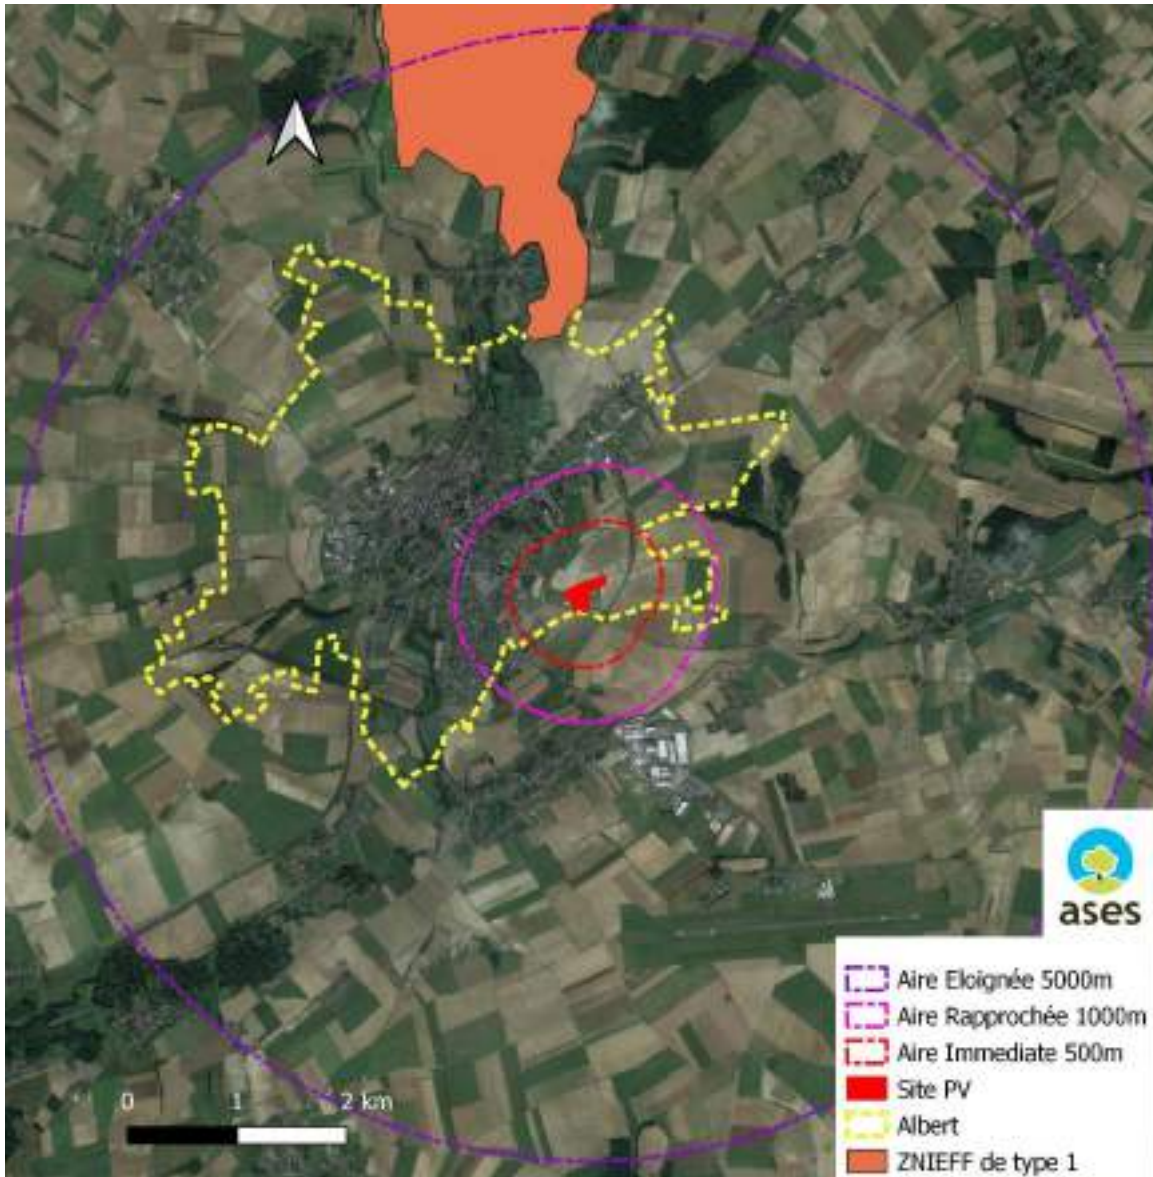 ases
Aire Eloignée 5000m
Aire Rapprochée 1000m
Aire Immediate 500m
Site PV
Albert
ZNIEFF de type 1
0 1 2 km